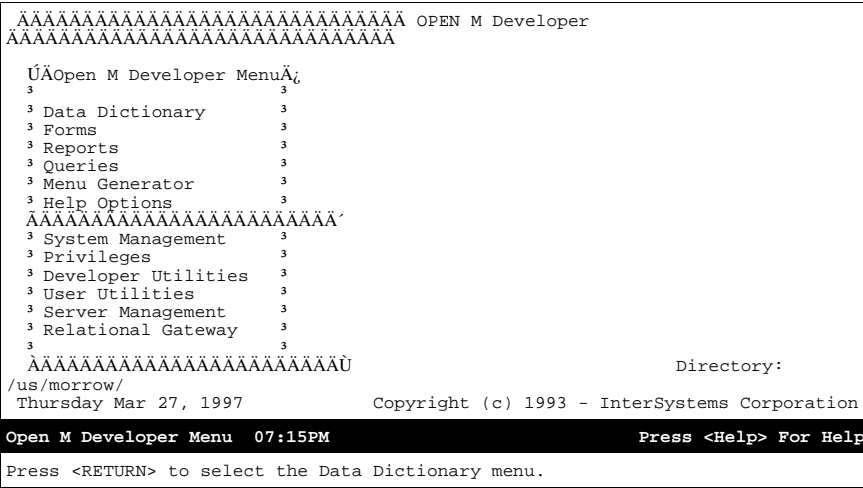 ÄÄÄÄÄÄÄÄÄÄÄÄÄÄÄÄÄÄÄÄÄÄÄÄÄÄÄÄÄÄ OPEN M Developer
ÄÄÄÄÄÄÄÄÄÄÄÄÄÄÄÄÄÄÄÄÄÄÄÄÄÄÄÄÄÄ
ÚÄOpen M Developer MenuÄ¿
³ ³
³ Data Dictionary ³
³ Forms ³
³ Reports ³
³ Queries ³
³ Menu Generator ³
³ Help Options ³
ÃÄÄÄÄÄÄÄÄÄÄÄÄÄÄÄÄÄÄÄÄÄÄÄ´
³ System Management ³
³ Privileges ³
³ Developer Utilities ³
³ User Utilities ³
³ Server Management ³
³ Relational Gateway ³
³ ³
ÀÄÄÄÄÄÄÄÄÄÄÄÄÄÄÄÄÄÄÄÄÄÄÄÙ Directory:
/us/morrow/
Thursday Mar 27, 1997 Copyright (c) 1993 - InterSystems Corporation
Open M Developer Menu 07:15PM Press <Help> For Help
Press <RETURN> to select the Data Dictionary menu.